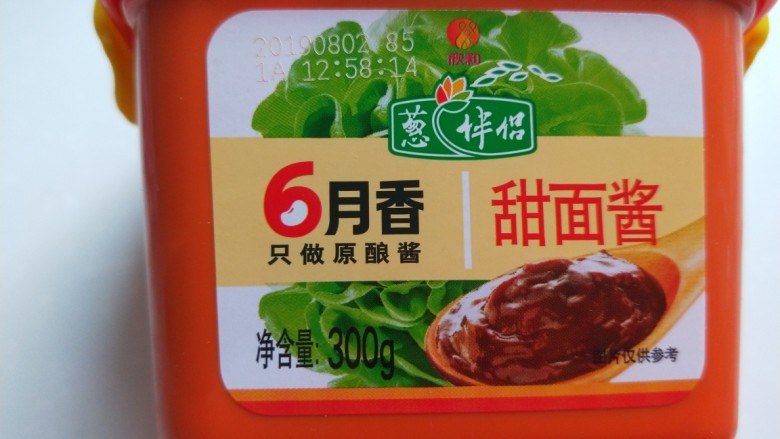 20190802 85
1A 12:58:14
欣和
葱伴侣
6月香
只做原酿酱
甜面酱
净含量: 300g
图片仅供参考